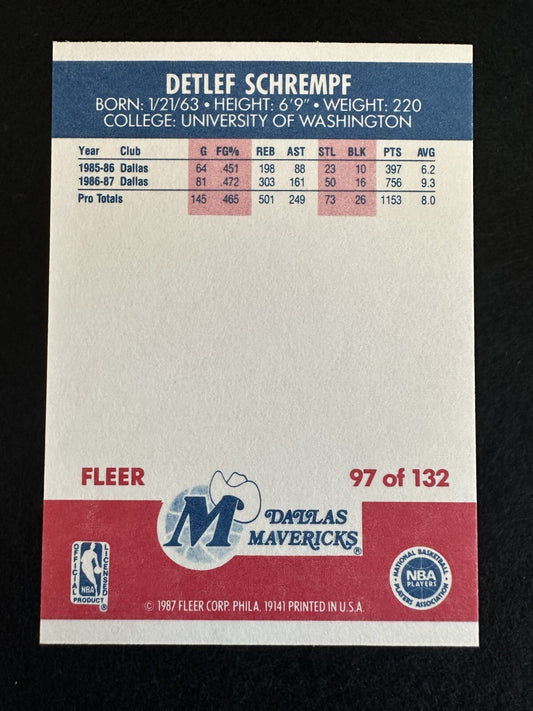 DETLEF SCHREMPF
BORN: 1/21/63 • HEIGHT: 6'9" • WEIGHT: 220
COLLEGE: UNIVERSITY OF WASHINGTON
Year Club G FG% REB AST STL BLK PTS AVG
1985-86 Dallas 64 .451 198 88 23 10 397 6.2
1986-87 Dallas 81 .472 303 161 50 16 756 9.3
Pro Totals 145 .465 501 249 73 26 1153 8.0
FLEER 97 of 132
M DALLAS
MAVERICKS®
OFFICIAL LICENSED
NBA
PRODUCT ®
NATIONAL BASKETBALL
NBA
PLAYERS
PLAYERS ASSOCIATION
© 1987 FLEER CORP. PHILA. 19141 PRINTED IN U.S.A.